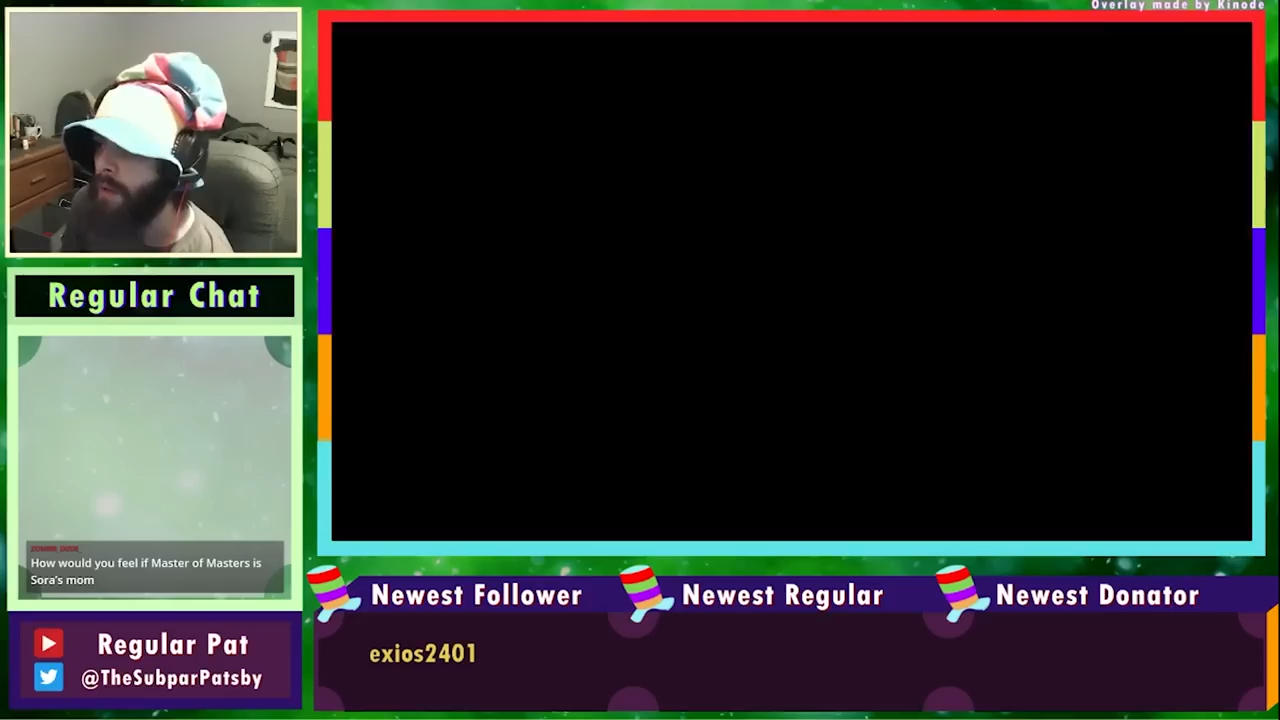 Overlay made by Kinode
Regular Chat
How would you feel if Master of Masters is
Sora's mom
Regular Pat
@TheSubparPatsby
Newest Follower
Newest Regular
Newest Donator
exios2401